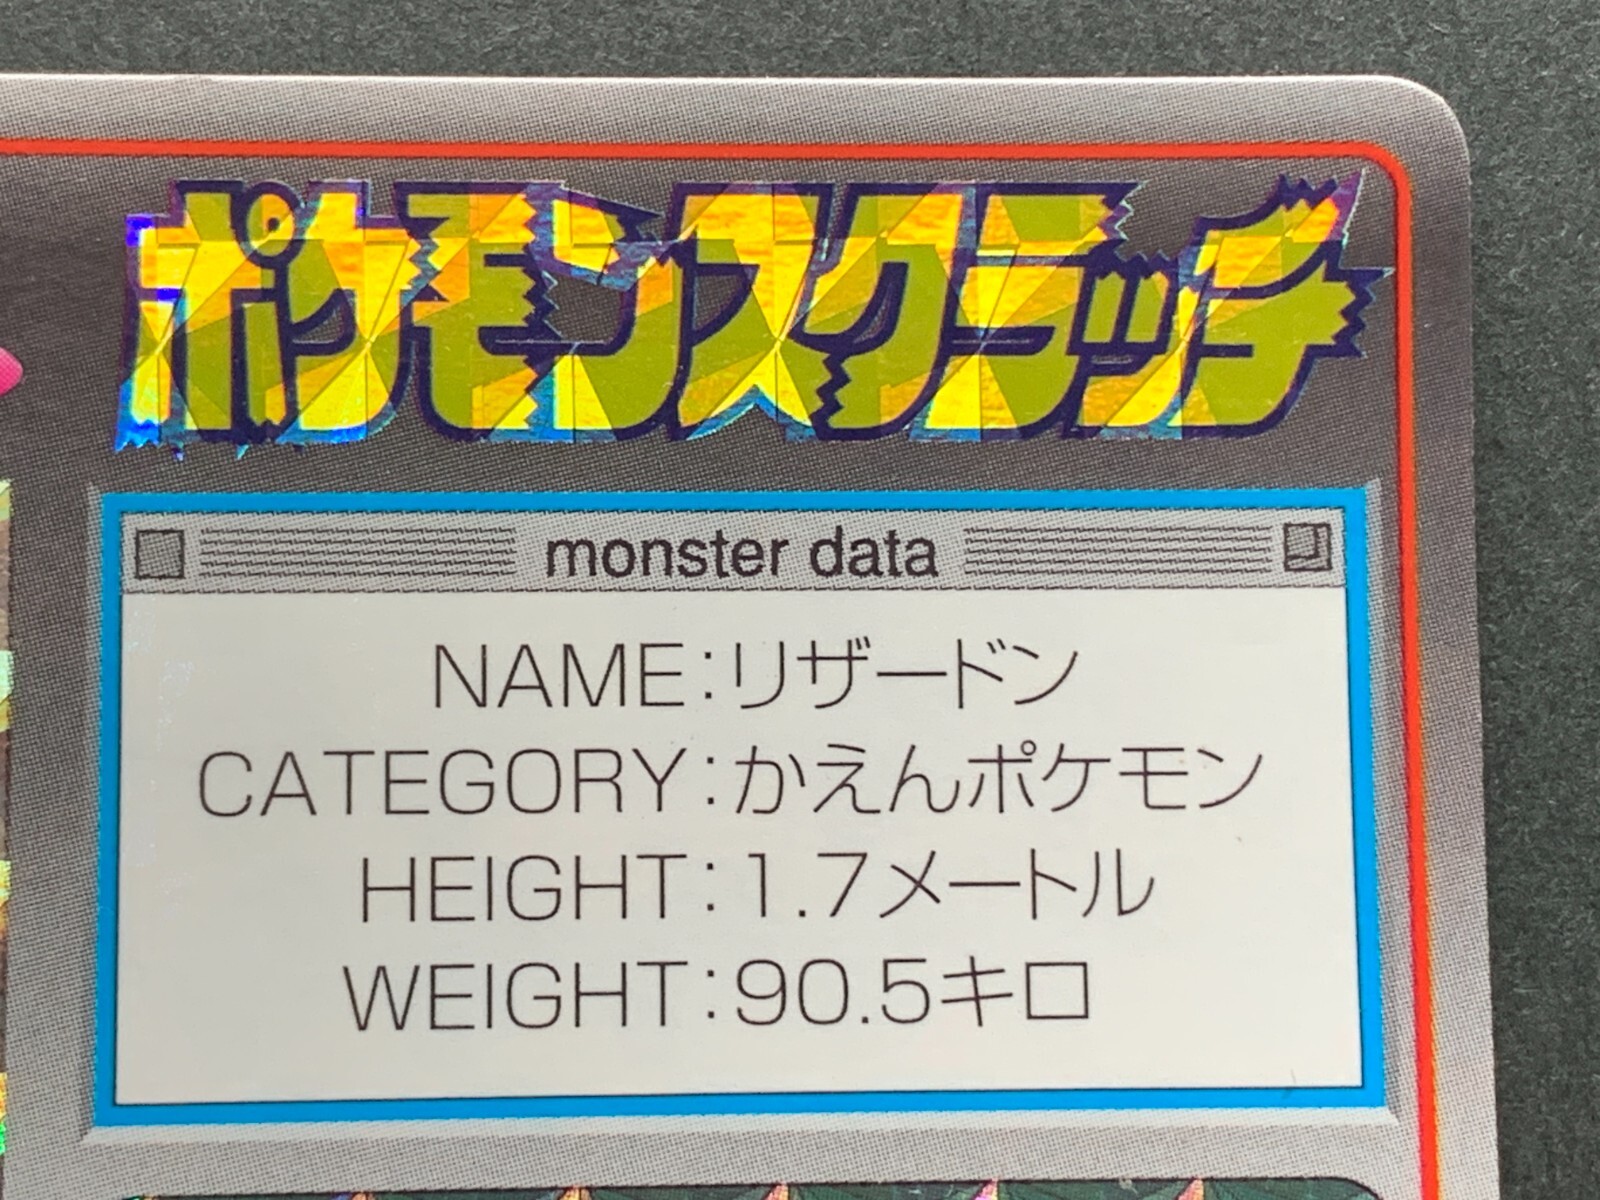 ポケモンスクラッチ
monster data
NAME:リザードン
CATEGORY:かえんポケモン
HEIGHT:1.7メートル
WEIGHT:90.5キロ